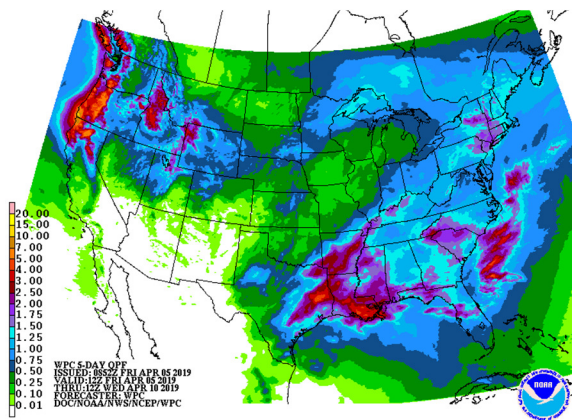 20.00
15.00
10.00
7.00
5.00
4.00
3.00
2.50
2.00
1.75
1.50
1.25
1.00
0.75
0.50
0.25
0.10
0.01
WPC 5-DAY QPF
ISSUED: 0852Z FRI APR 05 2019
VALID: 12Z FRI APR 05 2019
THRU: 12Z WED APR 10 2019
FORECASTER: WPC
DOC/NOAA/NWS/NCEP/WPC
NOAA